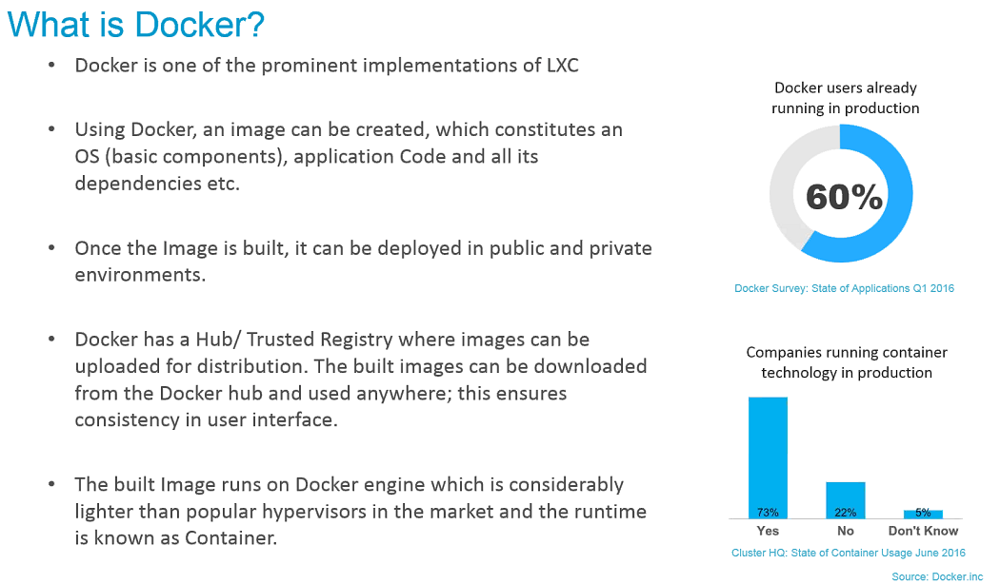 What is Docker?
• Docker is one of the prominent implementations of LXC
• Using Docker, an image can be created, which constitutes an
OS (basic components), application Code and all its
dependencies etc.
• Once the Image is built, it can be deployed in public and private
environments.
• Docker has a Hub/ Trusted Registry where images can be
uploaded for distribution. The built images can be downloaded
from the Docker hub and used anywhere; this ensures
consistency in user interface.
• The built Image runs on Docker engine which is considerably
lighter than popular hypervisors in the market and the runtime
is known as Container.
Docker users already
running in production
60%
Docker Survey: State of Applications Q1 2016
Companies running container
technology in production
73% 22% 5%
Yes No Don't Know
Cluster HQ: State of Container Usage June 2016
Source: Docker.inc